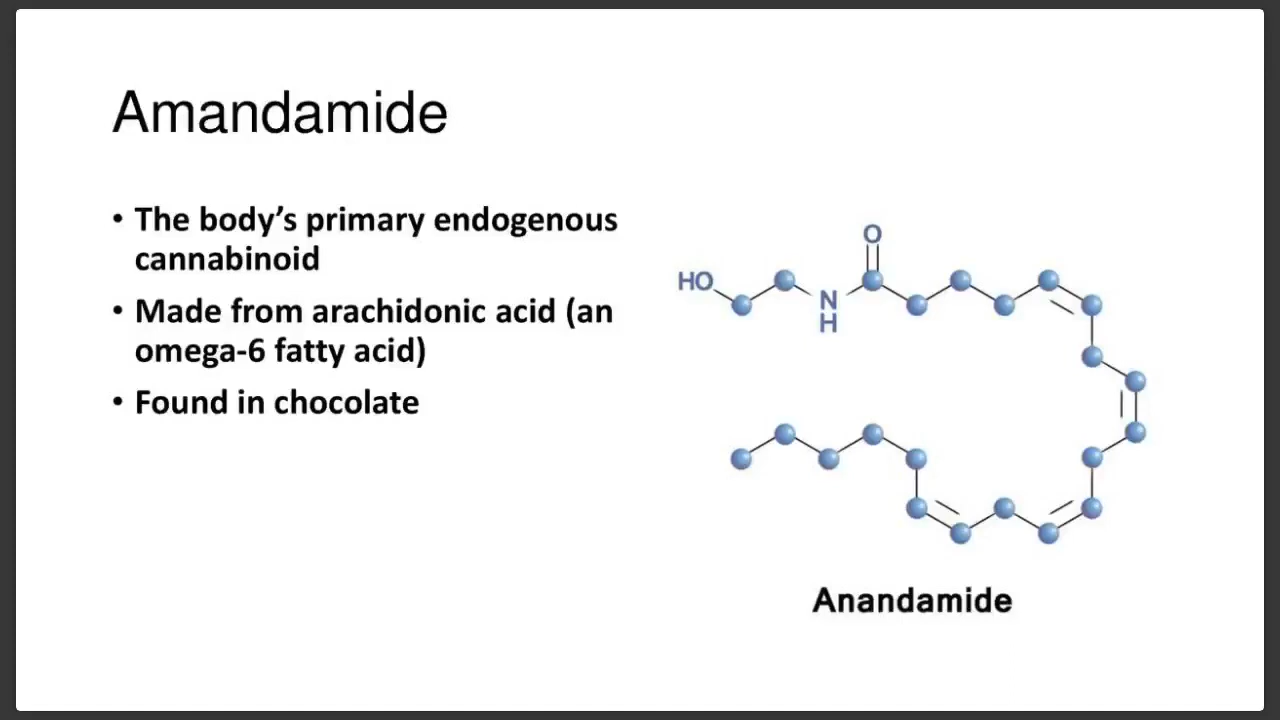 Amandamide
• The body’s primary endogenous
cannabinoid
• Made from arachidonic acid (an
omega-6 fatty acid)
• Found in chocolate
O
HO
N
H
Anandamide